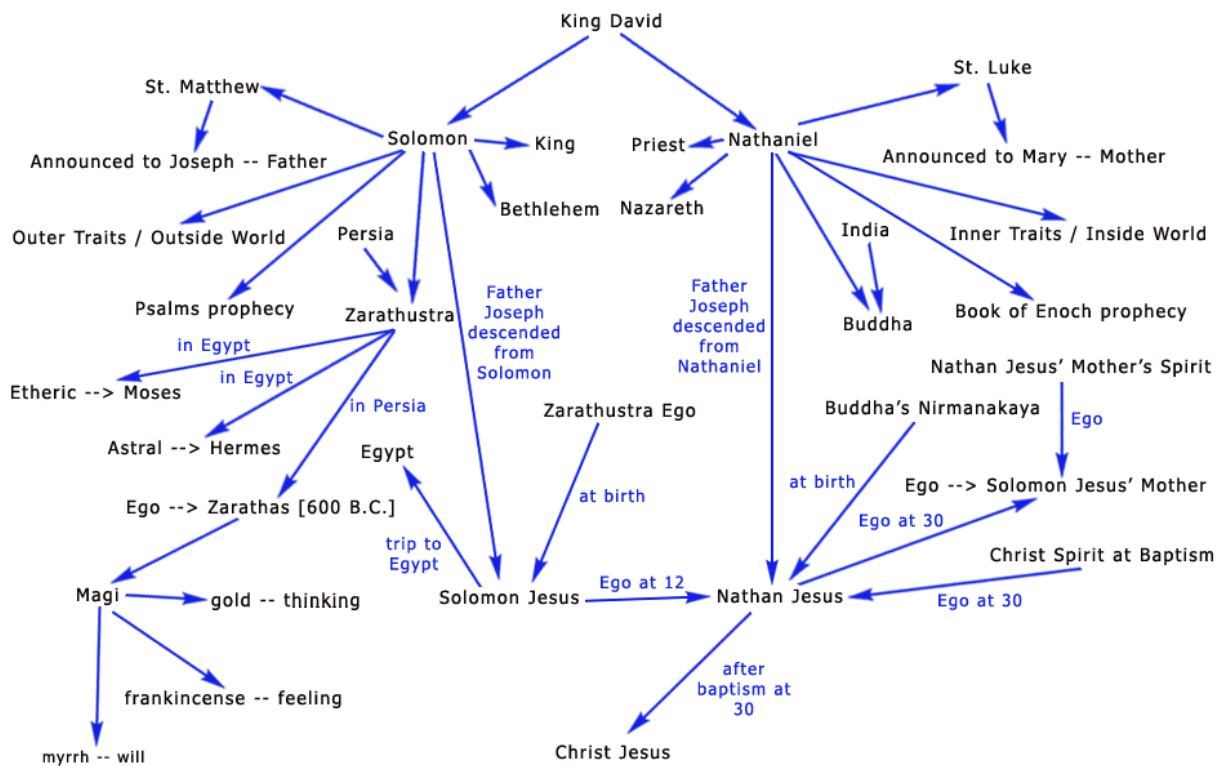 King David
St. Luke
St. Matthew
Solomon
King
Priest
Nathaniel
Announced to Joseph -- Father
Announced to Mary -- Mother
Bethlehem
Nazareth
Outer Traits / Outside World
Persia
India
Inner Traits / Inside World
Psalms prophecy
Zarathustra
Father
Joseph
descended
from
Solomon
Father
Joseph
descended
from
Nathaniel
Buddha
Book of Enoch prophecy
in Egypt
in Egypt
Etheric --> Moses
in Persia
Nathan Jesus' Mother's Spirit
Zarathustra Ego
Buddha's Nirmanakaya
Ego
Astral --> Hermes
Egypt
at birth
at birth
Ego --> Solomon Jesus' Mother
Ego --> Zarathas [600 B.C.]
Ego at 30
trip to
Egypt
Christ Spirit at Baptism
Magi
gold -- thinking
Solomon Jesus
Ego at 12
Nathan Jesus
Ego at 30
frankincense -- feeling
after
baptism at
30
myrrh -- will
Christ Jesus